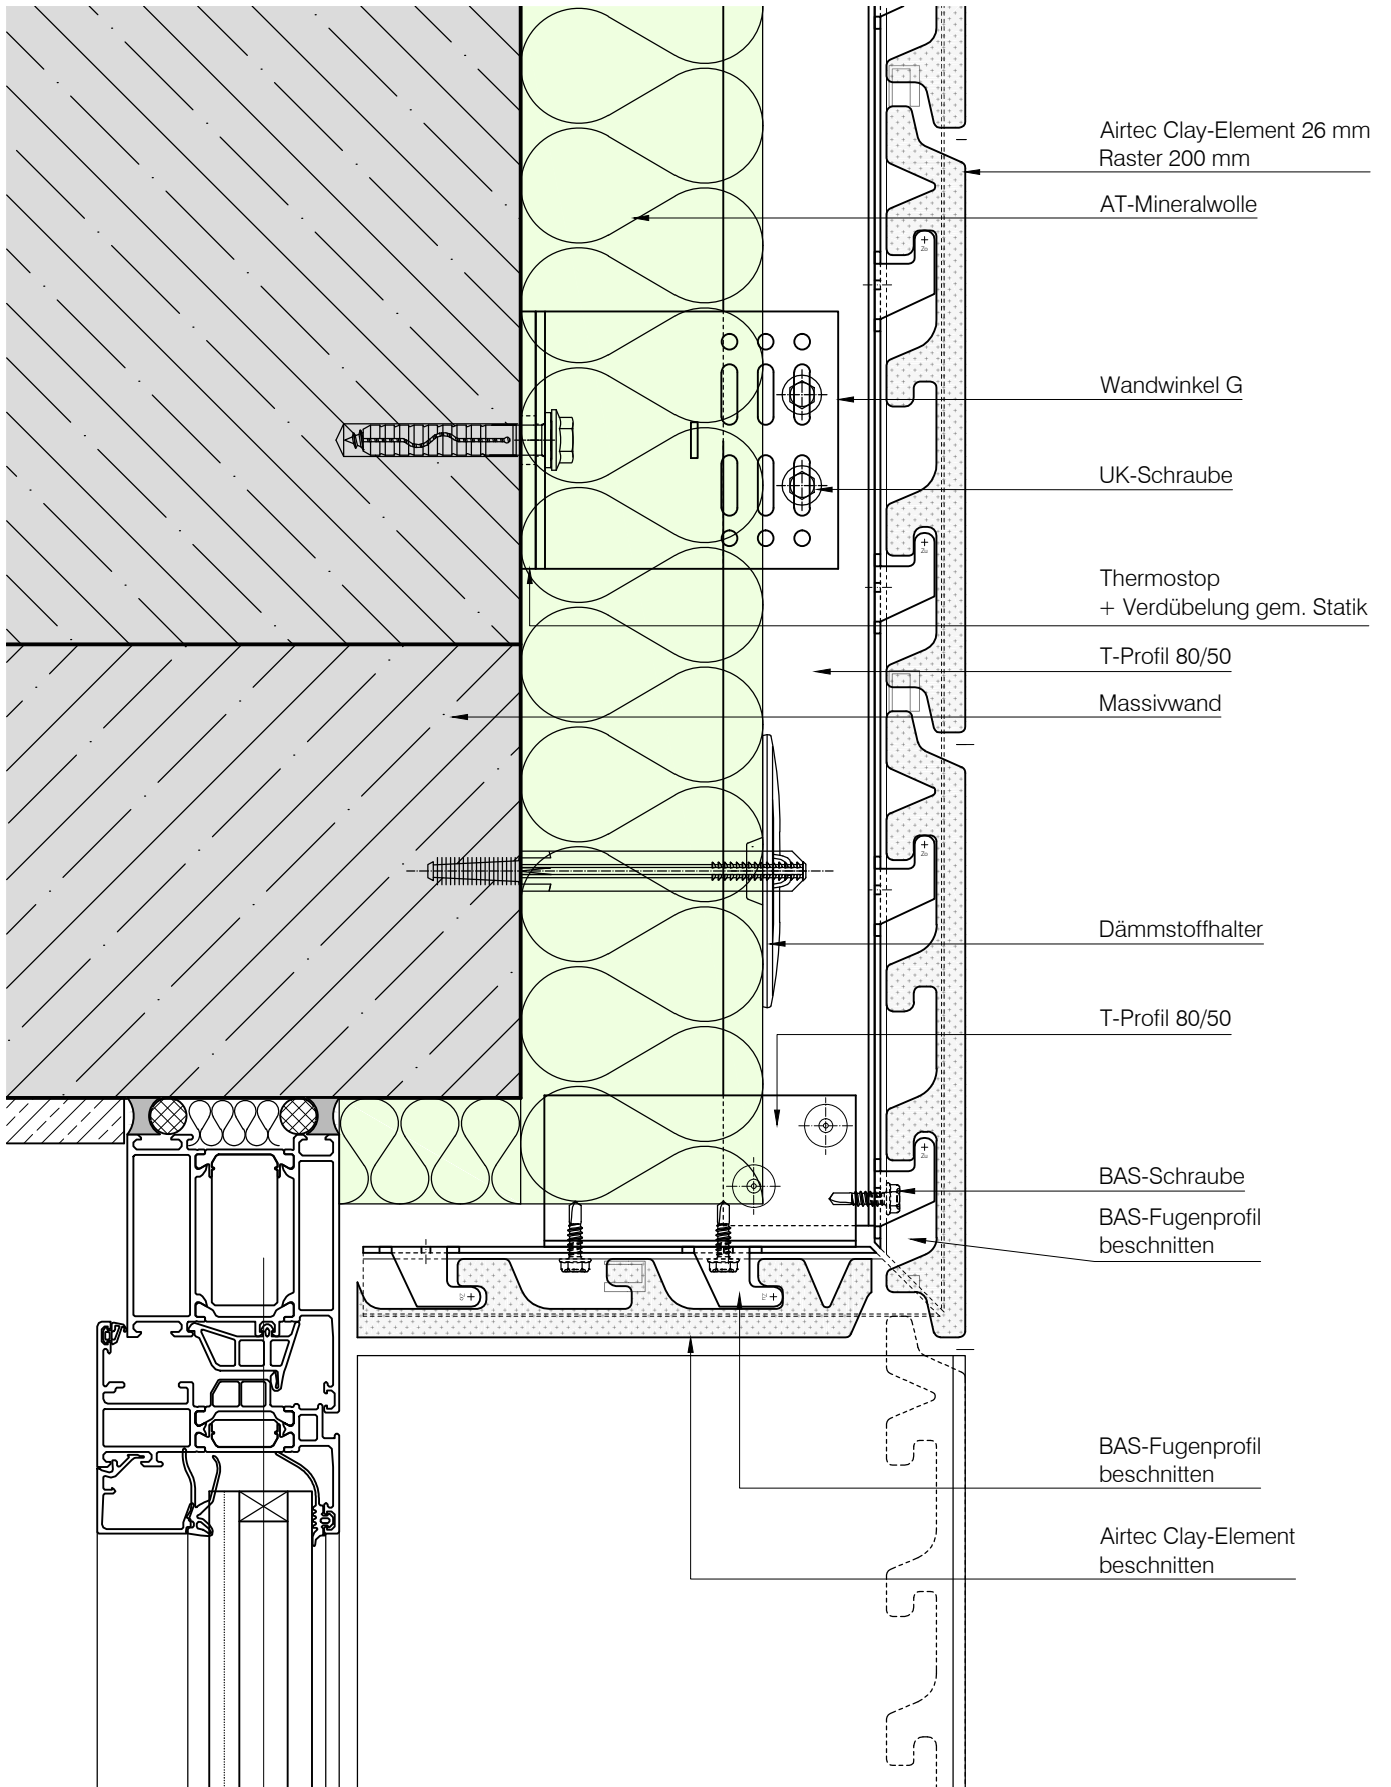 Airtec Clay-Element 26 mm
Raster 200 mm
AT-Mineralwolle
Wandwinkel G
UK-Schraube
Thermostop
+ Verdübelung gem. Statik
T-Profil 80/50
Massivwand
Dämmstoffhalter
T-Profil 80/50
BAS-Schraube
BAS-Fugenprofil
beschnitten
BAS-Fugenprofil
beschnitten
Airtec Clay-Element
beschnitten